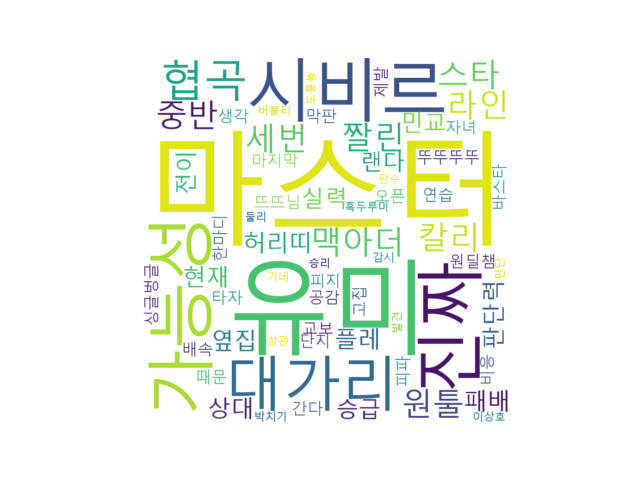 협곡
시비르
제발
도롱뇽
스타
중반
생각
버블티
막판
민교
라인
자녀
세번
짤린
마스터
전이
마지막
랜다
뚜뚜뚜뚜
판수
바스타
뜨뜨님
실력
오픈
연습
흑두루미
둘리
가능성
한마디
허리띠
맥아더
칼리
싱글벙글
현재
유미
승리
감시
원딜챔
판단
진짜
기네
피지
타자
공감
고집
판단력
배속
옆집
교보
단지
플레
발견
상관
때문
대가리
피파
비응
상대
박치기
간다
승급
원툴
패배
이상호